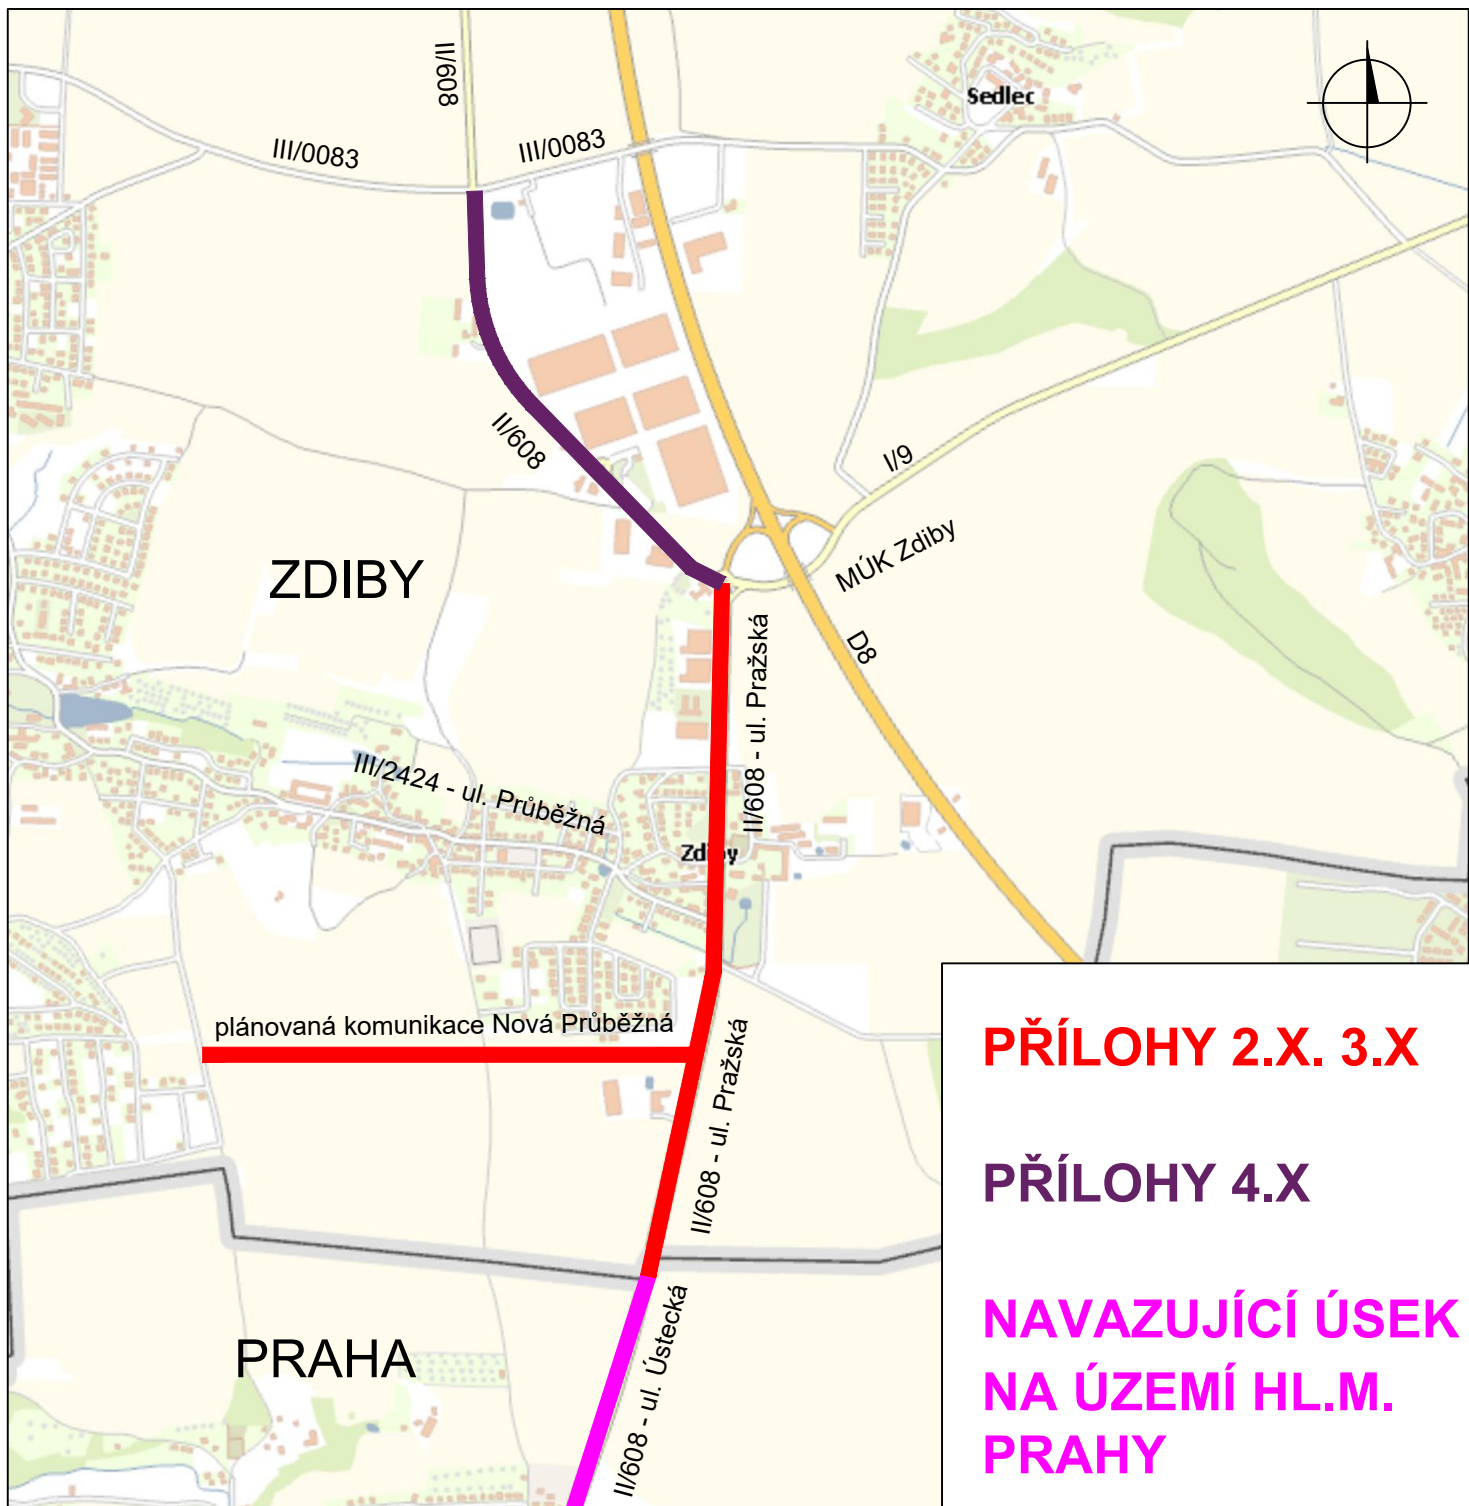 II/608
Sedlec
III/0083
III/0083
II/608
I/9
MÚK Zdiby
ZDIBY
D8
II/608 - ul. Pražská
III/2424 - ul. Průběžná
Zdiby
plánovaná komunikace Nová Průběžná
II/608 - ul. Pražská
II/608 - ul. Ústecká
PRAHA
PŘÍLOHY 2.X. 3.X
PŘÍLOHY 4.X
NAVAZUJÍCÍ ÚSEK
NA ÚZEMÍ HL.M.
PRAHY